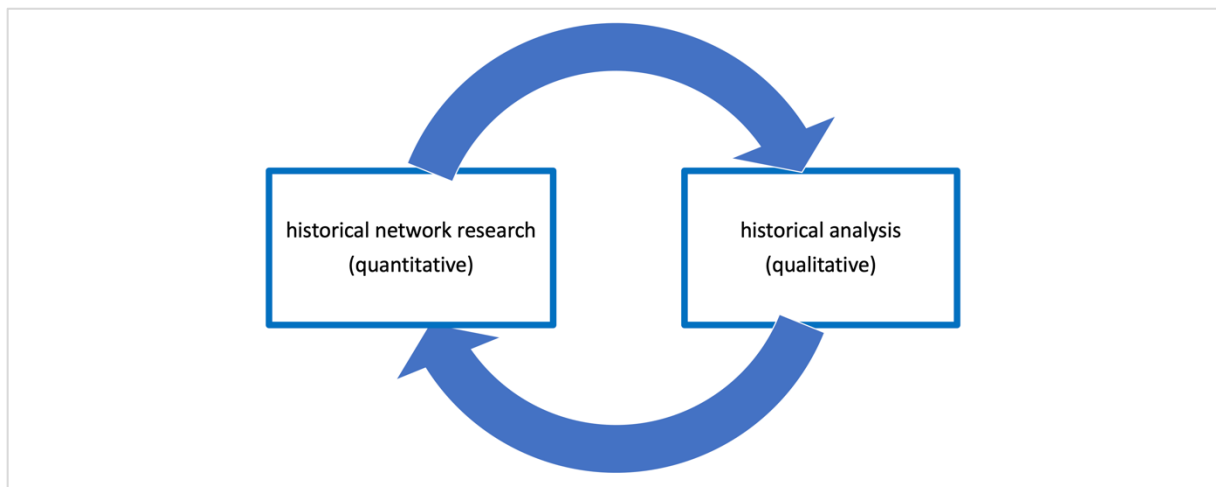 historical network research
(quantitative)
historical analysis
(qualitative)